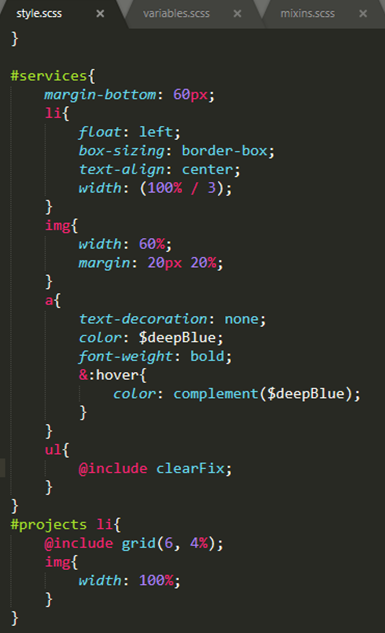 style.scss × variables.scss × mixins.scss ×
}
#services{
    margin-bottom: 60px;
    li{
        float: left;
        box-sizing: border-box;
        text-align: center;
        width: (100% / 3);
    }
    img{
        width: 60%;
        margin: 20px 20%;
    }
    a{
        text-decoration: none;
        color: $deepBlue;
        font-weight: bold;
        &:hover{
            color: complement($deepBlue);
        }
    }
    ul{
        @include clearFix;
    }
}
#projects li{
    @include grid(6, 4%);
    img{
        width: 100%;
    }
}